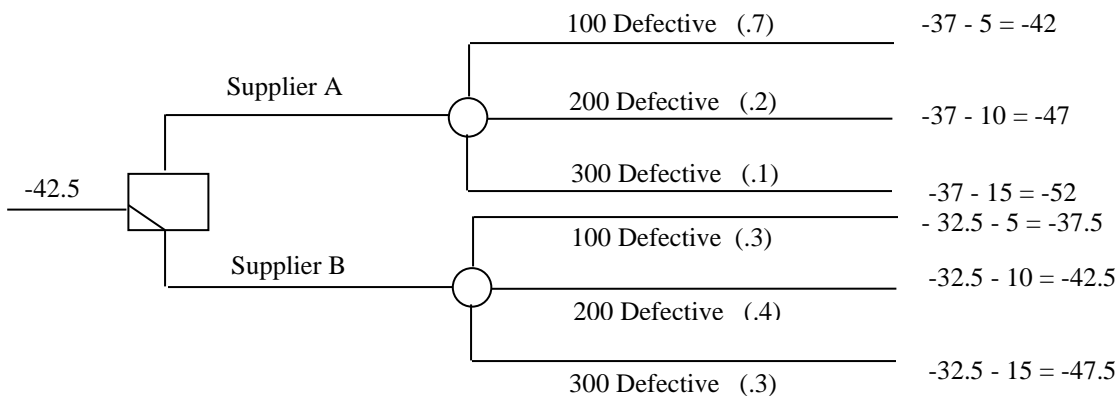 100 Defective (.7) -37 - 5 = -42
Supplier A
200 Defective (.2) -37 - 10 = -47
300 Defective (.1)
-42.5
-37 - 15 = -52
- 32.5 - 5 = -37.5
100 Defective (.3)
Supplier B
-32.5 - 10 = -42.5
200 Defective (.4)
-32.5 - 15 = -47.5
300 Defective (.3)